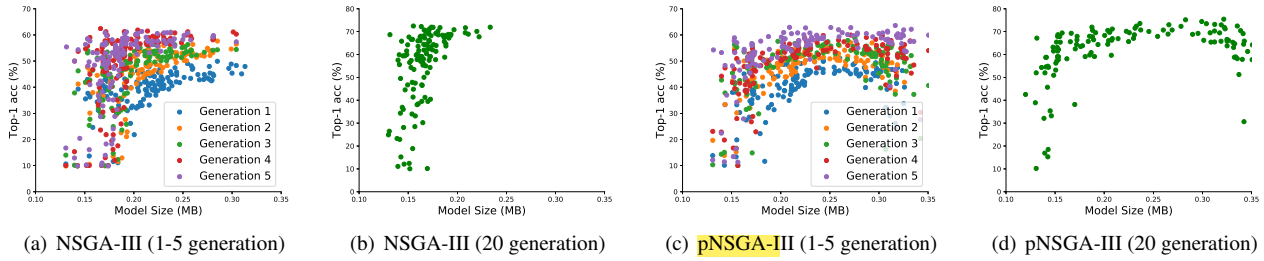 70
60
50
40
30
20
10
0
Top-1 acc (%)
Generation 1
Generation 2
Generation 3
Generation 4
Generation 5
0.10 0.15 0.20 0.25 0.30 0.35
Model Size (MB)
(a) NSGA-III (1-5 generation)
80
70
60
50
40
30
20
10
0
Top-1 acc (%)
0.10 0.15 0.20 0.25 0.30 0.35
Model Size (MB)
(b) NSGA-III (20 generation)
70
60
50
40
30
20
10
0
Top-1 acc (%)
Generation 1
Generation 2
Generation 3
Generation 4
Generation 5
0.10 0.15 0.20 0.25 0.30 0.35
Model Size (MB)
(c) pNSGA-III (1-5 generation)
80
70
60
50
40
30
20
10
0
Top-1 acc (%)
0.10 0.15 0.20 0.25 0.30 0.35
Model Size (MB)
(d) pNSGA-III (20 generation)